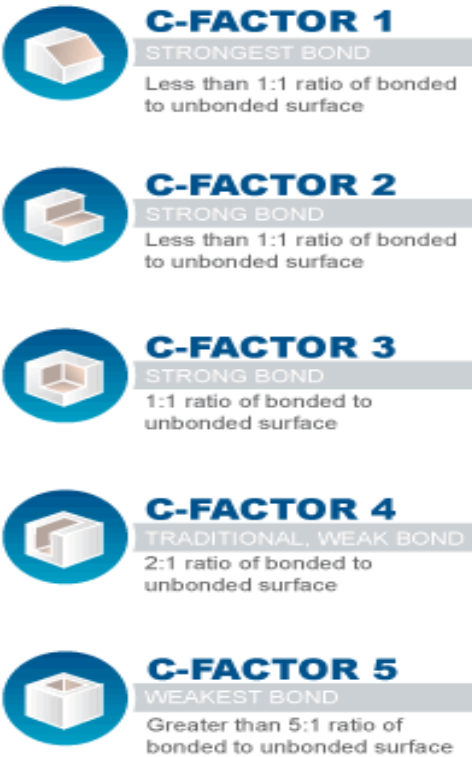 C-FACTOR 1
STRONGEST BOND
Less than 1:1 ratio of bonded
to unbonded surface
C-FACTOR 2
STRONG BOND
Less than 1:1 ratio of bonded
to unbonded surface
C-FACTOR 3
STRONG BOND
1:1 ratio of bonded to
unbonded surface
C-FACTOR 4
TRADITIONAL, WEAK BOND
2:1 ratio of bonded to
unbonded surface
C-FACTOR 5
WEAKEST BOND
Greater than 5:1 ratio of
bonded to unbonded surface